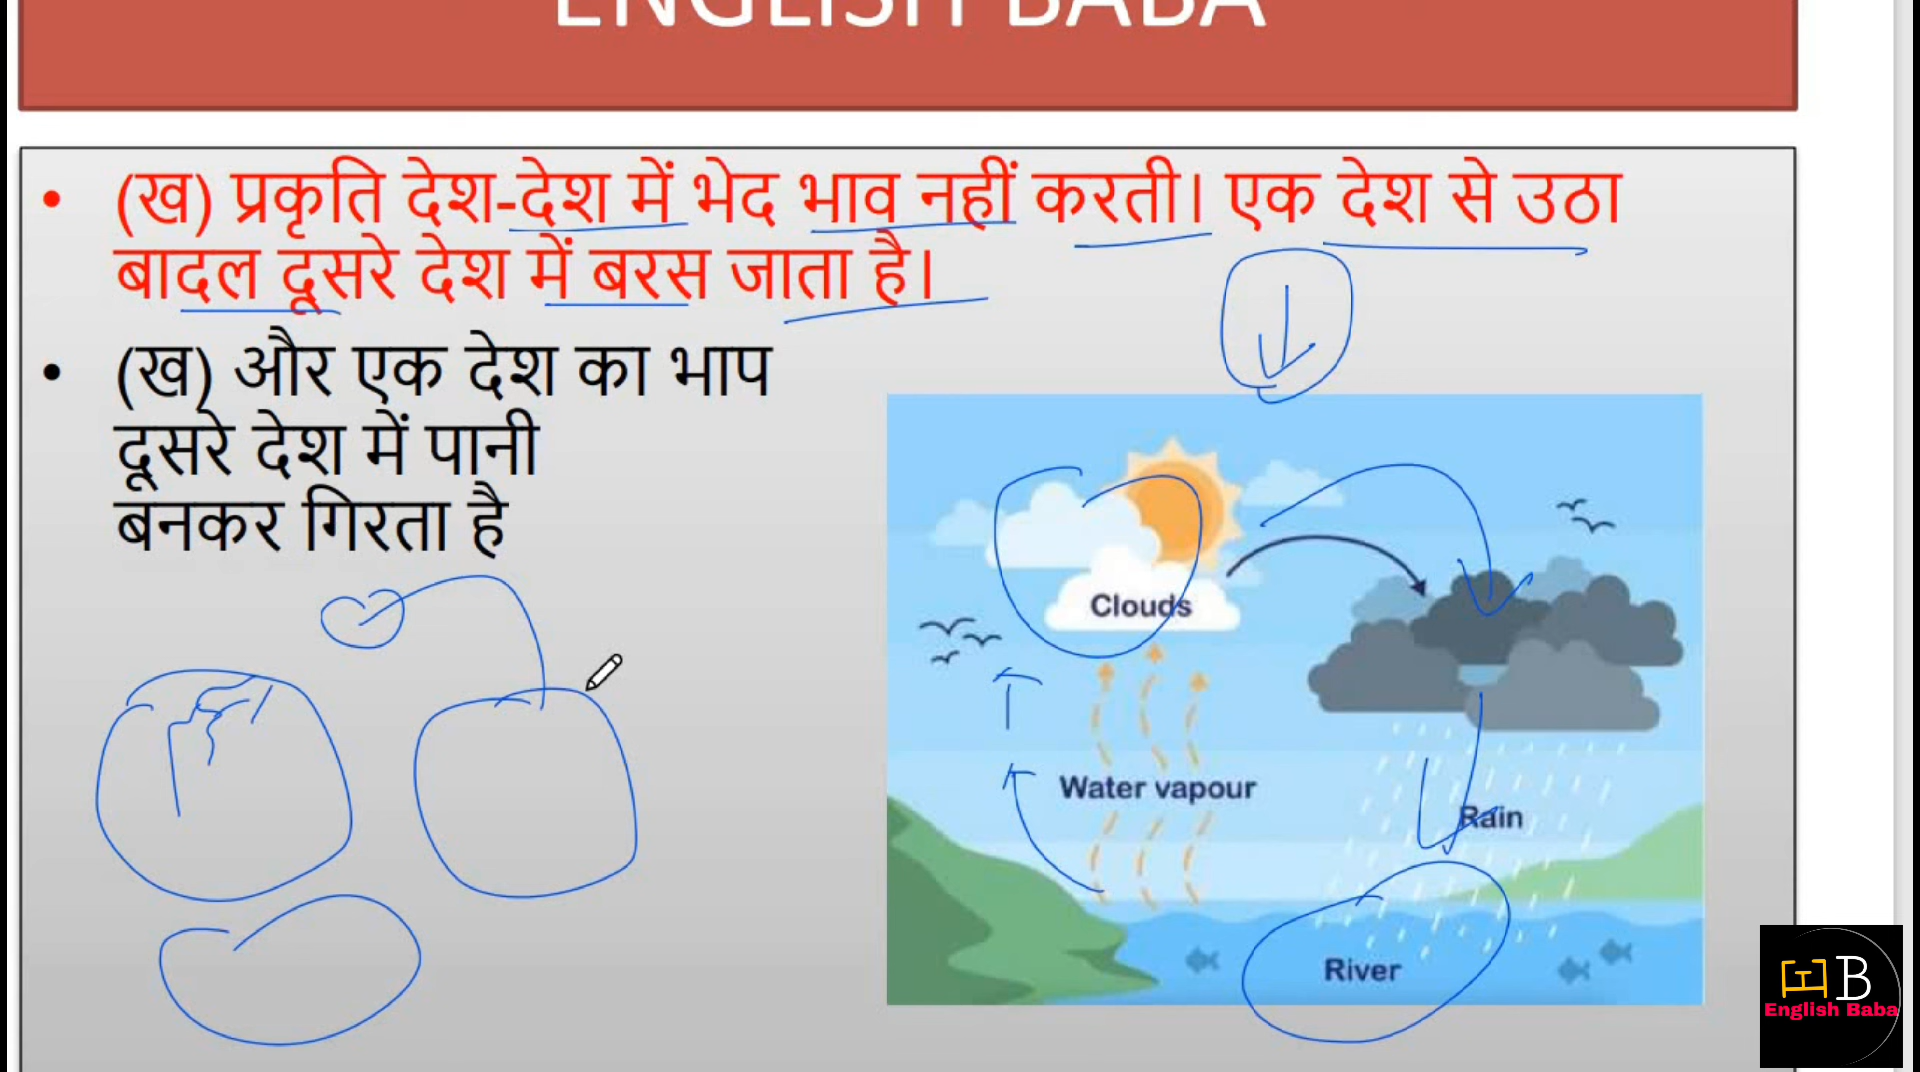 ENGLISH BABA
• (ख) प्रकृति देश-देश में भेद भाव नहीं करती। एक देश से उठा
बादल दूसरे देश में बरस जाता है।
• (ख) और एक देश का भाप
दूसरे देश में पानी
बनकर गिरता है
Clouds
Water vapour
Rain
River
EB
English Baba